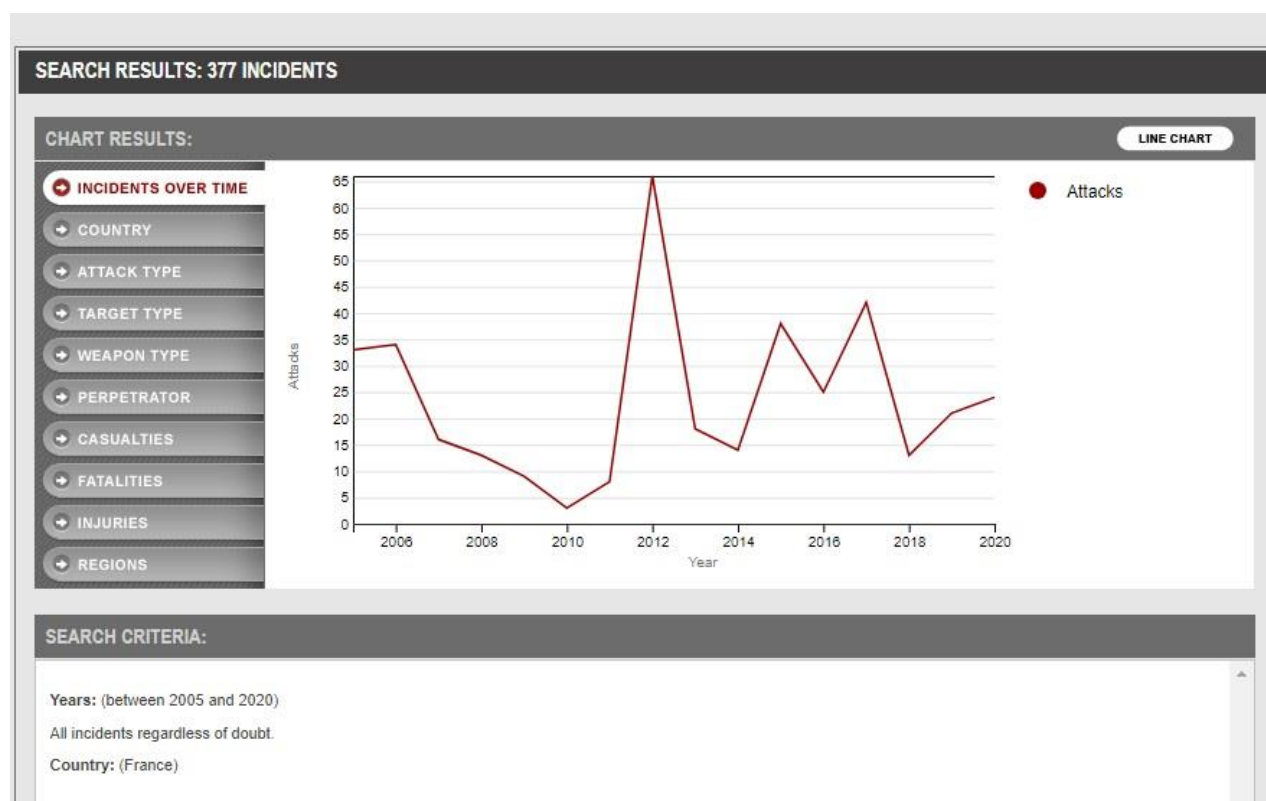 SEARCH RESULTS: 377 INCIDENTS
CHART RESULTS:
LINE CHART
INCIDENTS OVER TIME
COUNTRY
ATTACK TYPE
TARGET TYPE
WEAPON TYPE
PERPETRATOR
CASUALTIES
FATALITIES
INJURIES
REGIONS
65
60
55
50
45
40
35
30
25
20
15
10
5
0
Attacks
2006 2008 2010 2012 2014 2016 2018 2020
Year
Attacks
SEARCH CRITERIA:
Years: (between 2005 and 2020)
All incidents regardless of doubt.
Country: (France)